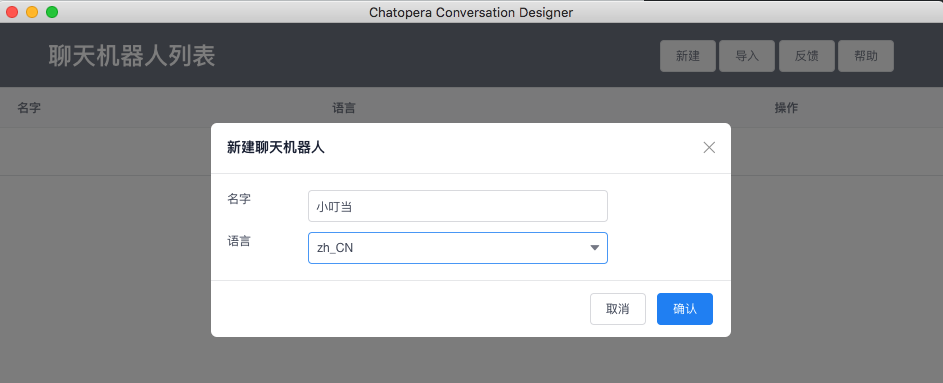 Chatopera Conversation Designer
聊天机器人列表
新建 导入 反馈 帮助
名字 语言 操作
新建聊天机器人
名字 小叮当
语言 zh_CN
取消 确认